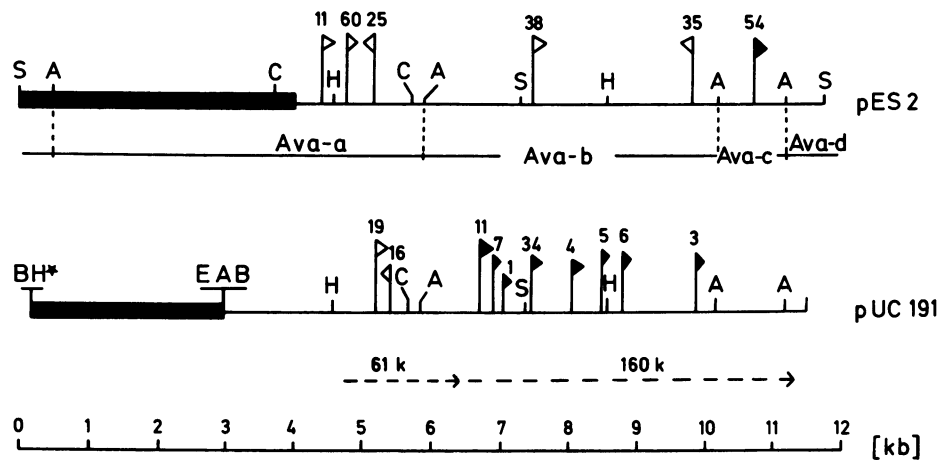 11 60 25 38 35 54
S A C H C A S H A A S pES 2
Ava-a Ava-b Ava-c Ava-d
19 16 11 7 1 34 4 5 6 3
BH* EAB H C A S H A A pUC 191
61 k 160 k
0 1 2 3 4 5 6 7 8 9 10 11 12 [kb]